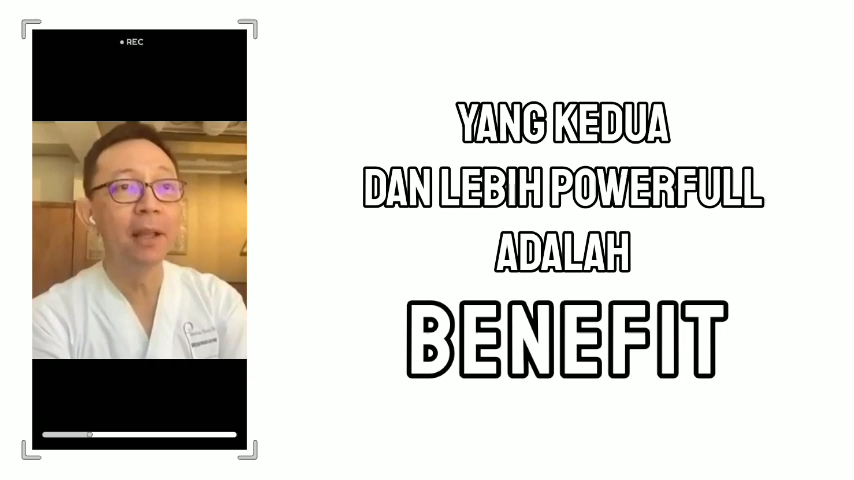 REC
YANG KEDUA
DAN LEBIH POWERFULL
ADALAH
BENEFIT